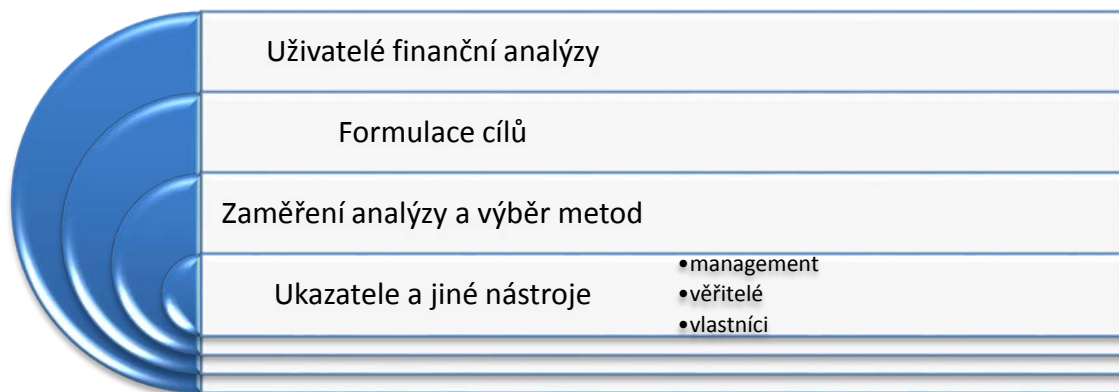 Uživatelé finanční analýzy
Formulace cílů
Zaměření analýzy a výběr metod
Ukazatele a jiné nástroje
•management
•věřitelé
•vlastníci